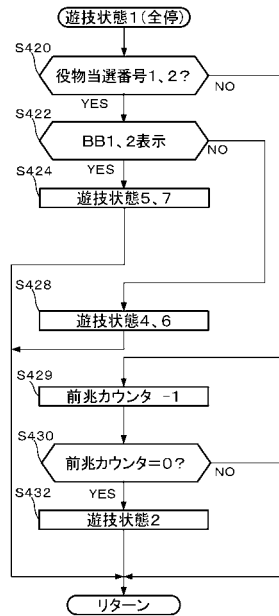 遊技状態1(全停)
S420
役物当選番号1、2?
NO
YES
S422
BB1、2表示
YES
NO
S424
遊技状態5、7
S428
遊技状態4、6
S429
前兆カウンタ -1
S430
前兆カウンタ=0?
NO
YES
S432
遊技状態2
リターン